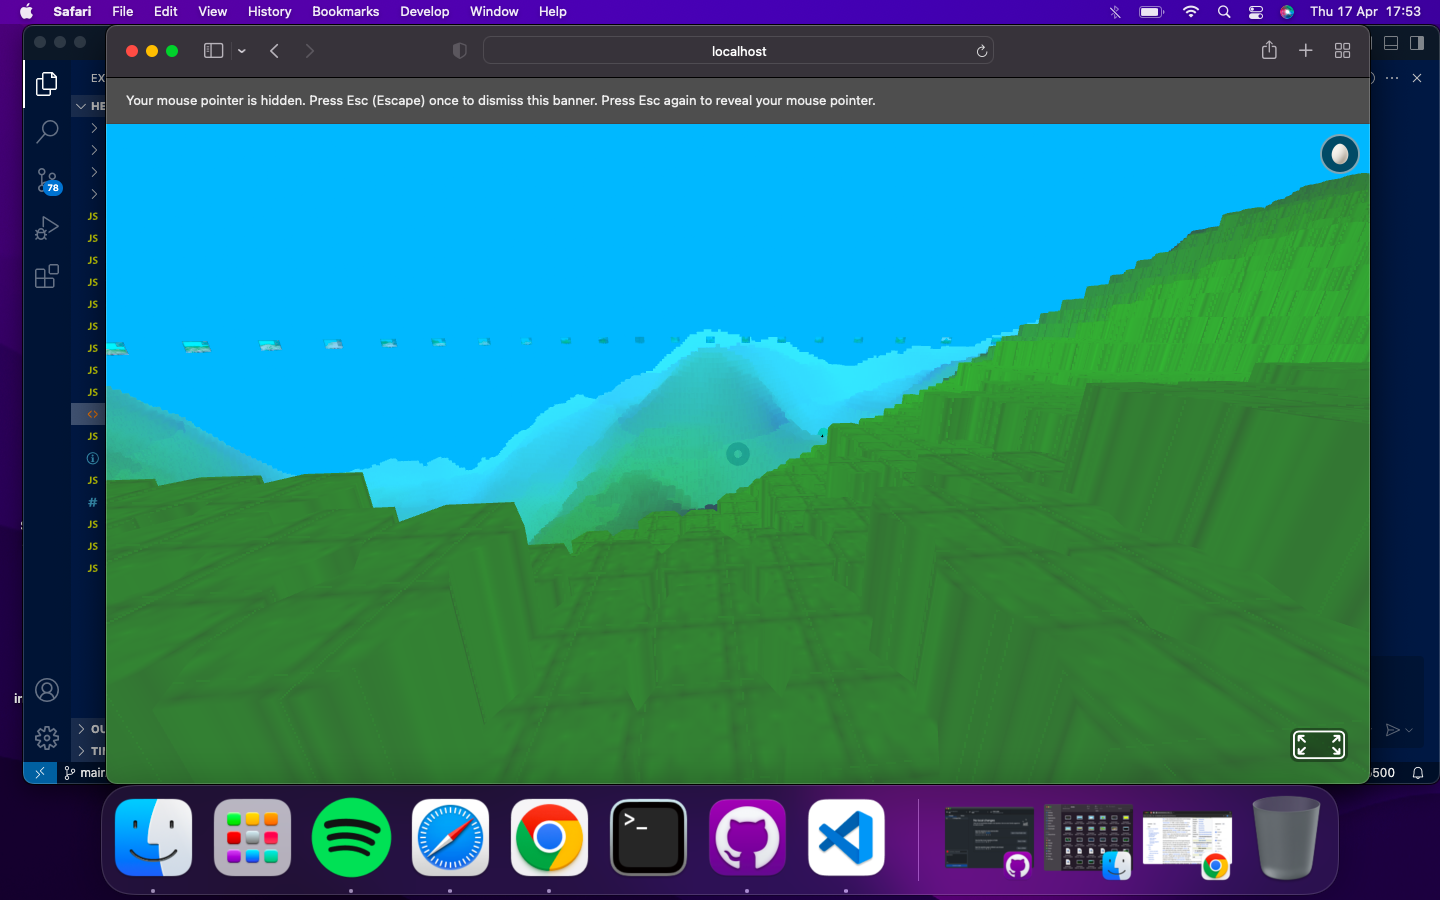 Safari File Edit View History Bookmarks Develop Window Help Thu 17 Apr 17:53
localhost
Your mouse pointer is hidden. Press Esc (Escape) once to dismiss this banner. Press Esc again to reveal your mouse pointer.
EX
HE
78
JS
JS
JS
JS
JS
JS
JS
JS
JS
<>
JS
JS
#
JS
JS
JS
in
OU
TI
main
500
>_